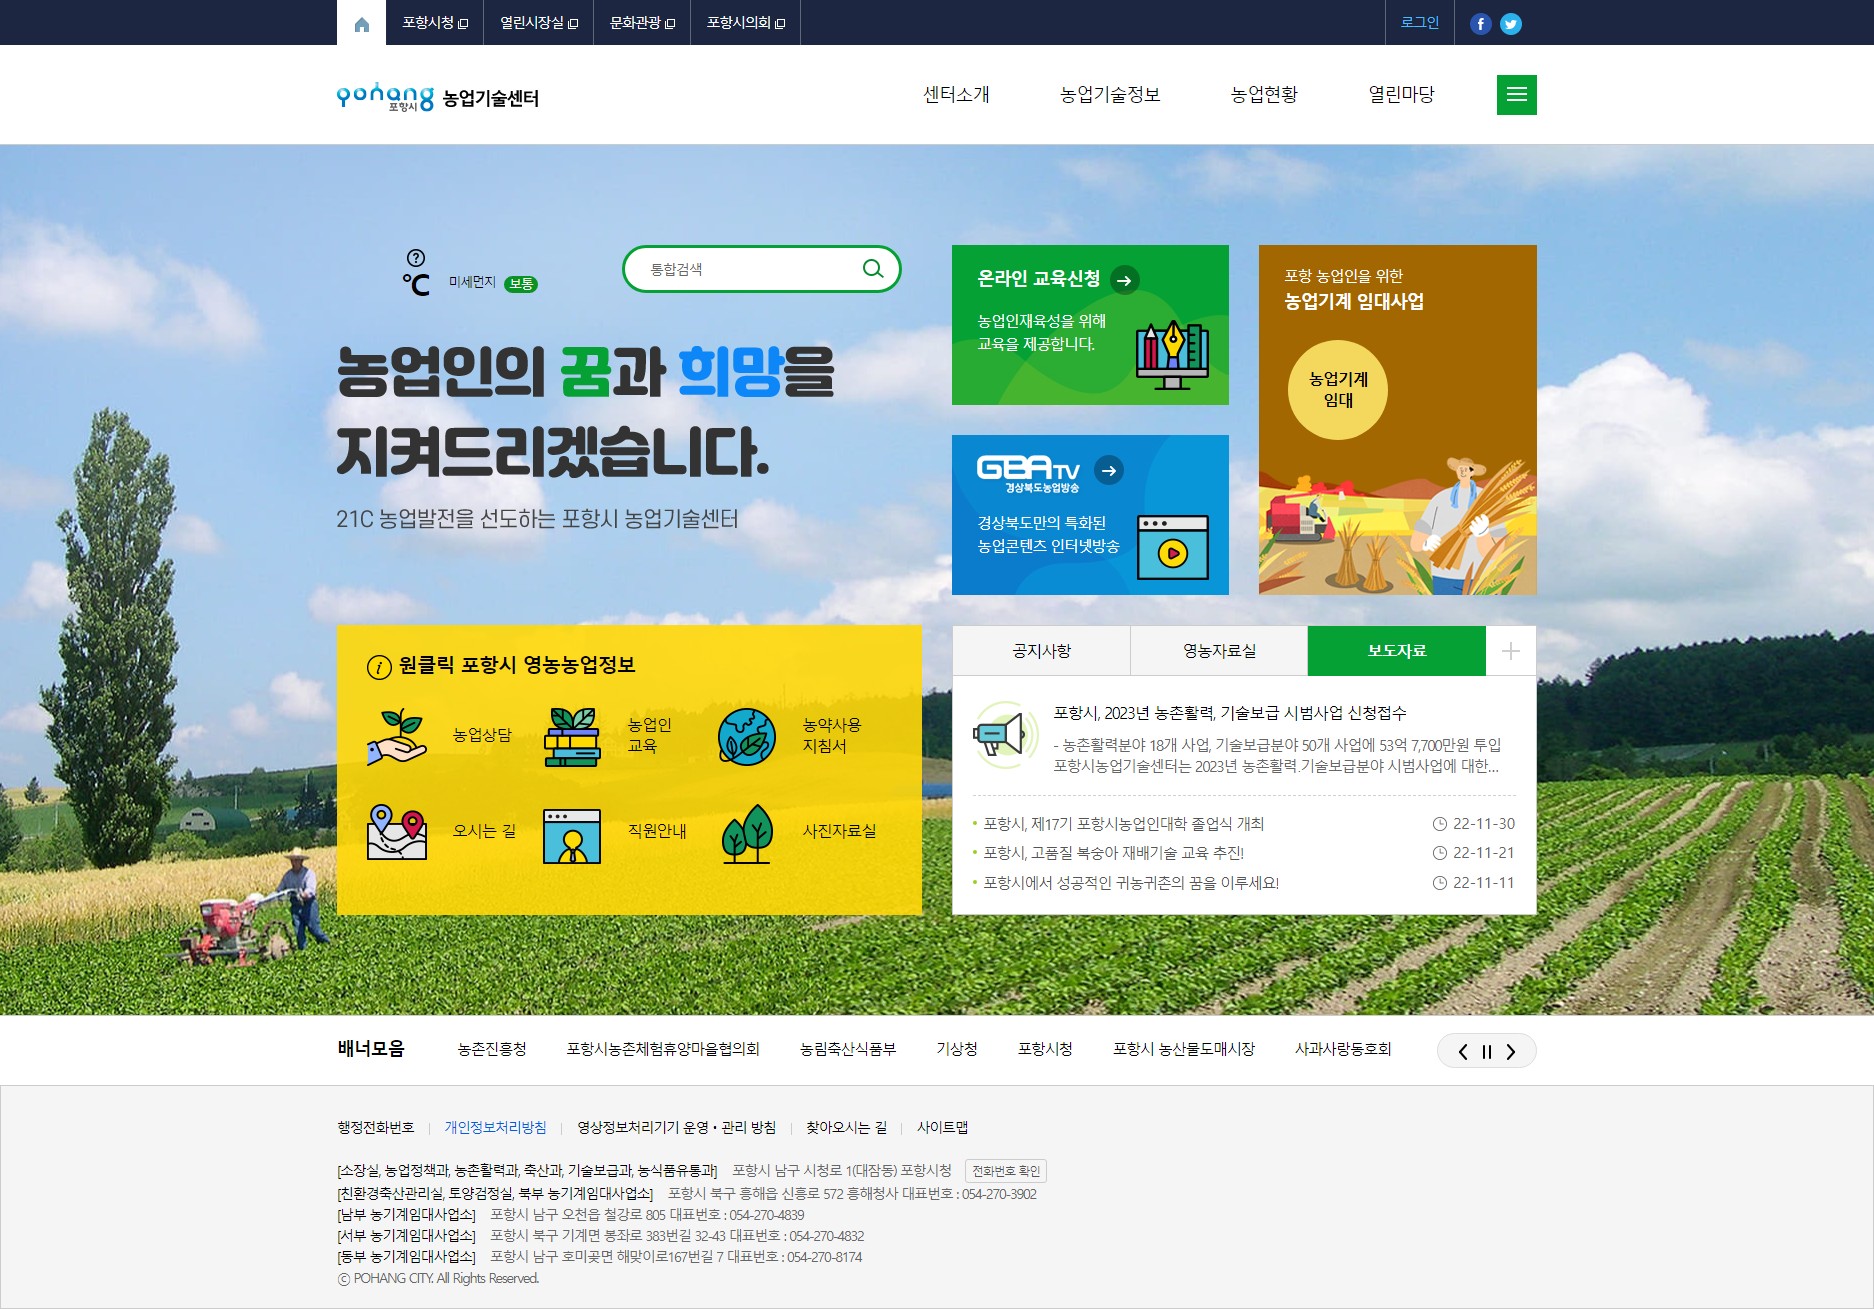 포항시청
열린시장실
문화관광
포항시의회
로그인
pohang 포항시 농업기술센터
센터소개
농업기술정보
농업현황
열린마당
℃
미세먼지 보통
통합검색
농업인의 꿈과 희망을
지켜드리겠습니다.
21C 농업발전을 선도하는 포항시 농업기술센터
온라인 교육신청
농업인재육성을 위해
교육을 제공합니다.
GBATV
경상북도농업방송
경상북도만의 특화된
농업콘텐츠 인터넷방송
포항 농업인을 위한
농업기계 임대사업
농업기계
임대
원클릭 포항시 영농농업정보
농업상담
농업인
교육
농약사용
지침서
오시는 길
직원안내
사진자료실
공지사항
영농자료실
보도자료
포항시, 2023년 농촌활력, 기술보급 시범사업 신청접수
- 농촌활력분야 18개 사업, 기술보급분야 50개 사업에 53억 7,700만원 투입
포항시농업기술센터는 2023년 농촌활력.기술보급분야 시범사업에 대한...
포항시, 제17기 포항시농업인대학 졸업식 개최 22-11-30
포항시, 고품질 복숭아 재배기술 교육 추진! 22-11-21
포항시에서 성공적인 귀농귀촌의 꿈을 이루세요! 22-11-11
배너모음
농촌진흥청
포항시농촌체험휴양마을협의회
농림축산식품부
기상청
포항시청
포항시 농산물도매시장
사과사랑동호회
행정전화번호
개인정보처리방침
영상정보처리기기 운영·관리 방침
찾아오시는 길
사이트맵
[소장실, 농업정책과, 농촌활력과, 축산과, 기술보급과, 농식품유통과] 포항시 남구 시청로 1(대잠동) 포항시청 전화번호 확인
[친환경축산관리실, 토양검정실, 북부 농기계임대사업소] 포항시 북구 흥해읍 신흥로 572 흥해청사 대표번호 : 054-270-3902
[남부 농기계임대사업소] 포항시 남구 오천읍 철강로 805 대표번호 : 054-270-4839
[서부 농기계임대사업소] 포항시 북구 기계면 봉좌로 383번길 32-43 대표번호 : 054-270-4832
[동부 농기계임대사업소] 포항시 남구 호미곶면 해맞이로167번길 7 대표번호 : 054-270-8174
ⓒ POHANG CITY. All Rights Reserved.